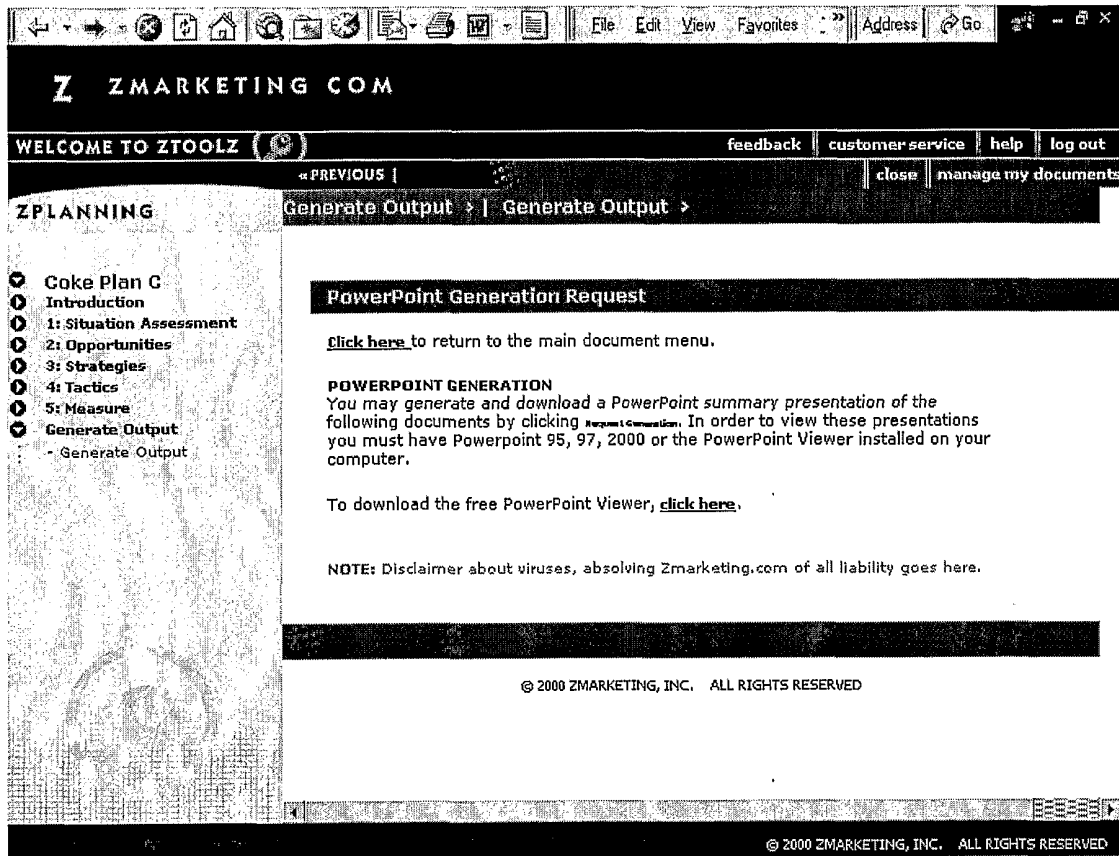 File Edit View Favorites » Address Go
Z ZMARKETING COM
WELCOME TO ZTOOLZ
feedback customer service help log out
«PREVIOUS |
close manage my documents
ZPLANNING
Generate Output > | Generate Output >
Coke Plan C
Introduction
1: Situation Assessment
2: Opportunities
3: Strategies
4: Tactics
5: Measure
Generate Output
- Generate Output
PowerPoint Generation Request
Click here to return to the main document menu.
POWERPOINT GENERATION
You may generate and download a PowerPoint summary presentation of the
following documents by clicking Request Generation. In order to view these presentations
you must have Powerpoint 95, 97, 2000 or the PowerPoint Viewer installed on your
computer.
To download the free PowerPoint Viewer, click here.
NOTE: Disclaimer about viruses, absolving Zmarketing.com of all liability goes here.
© 2000 ZMARKETING, INC. ALL RIGHTS RESERVED
© 2000 ZMARKETING, INC. ALL RIGHTS RESERVED